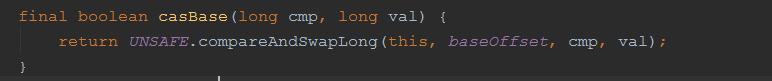 final boolean casBase(long cmp, long val) {
    return UNSAFE.compareAndSwapLong(this, baseOffset, cmp, val);
}